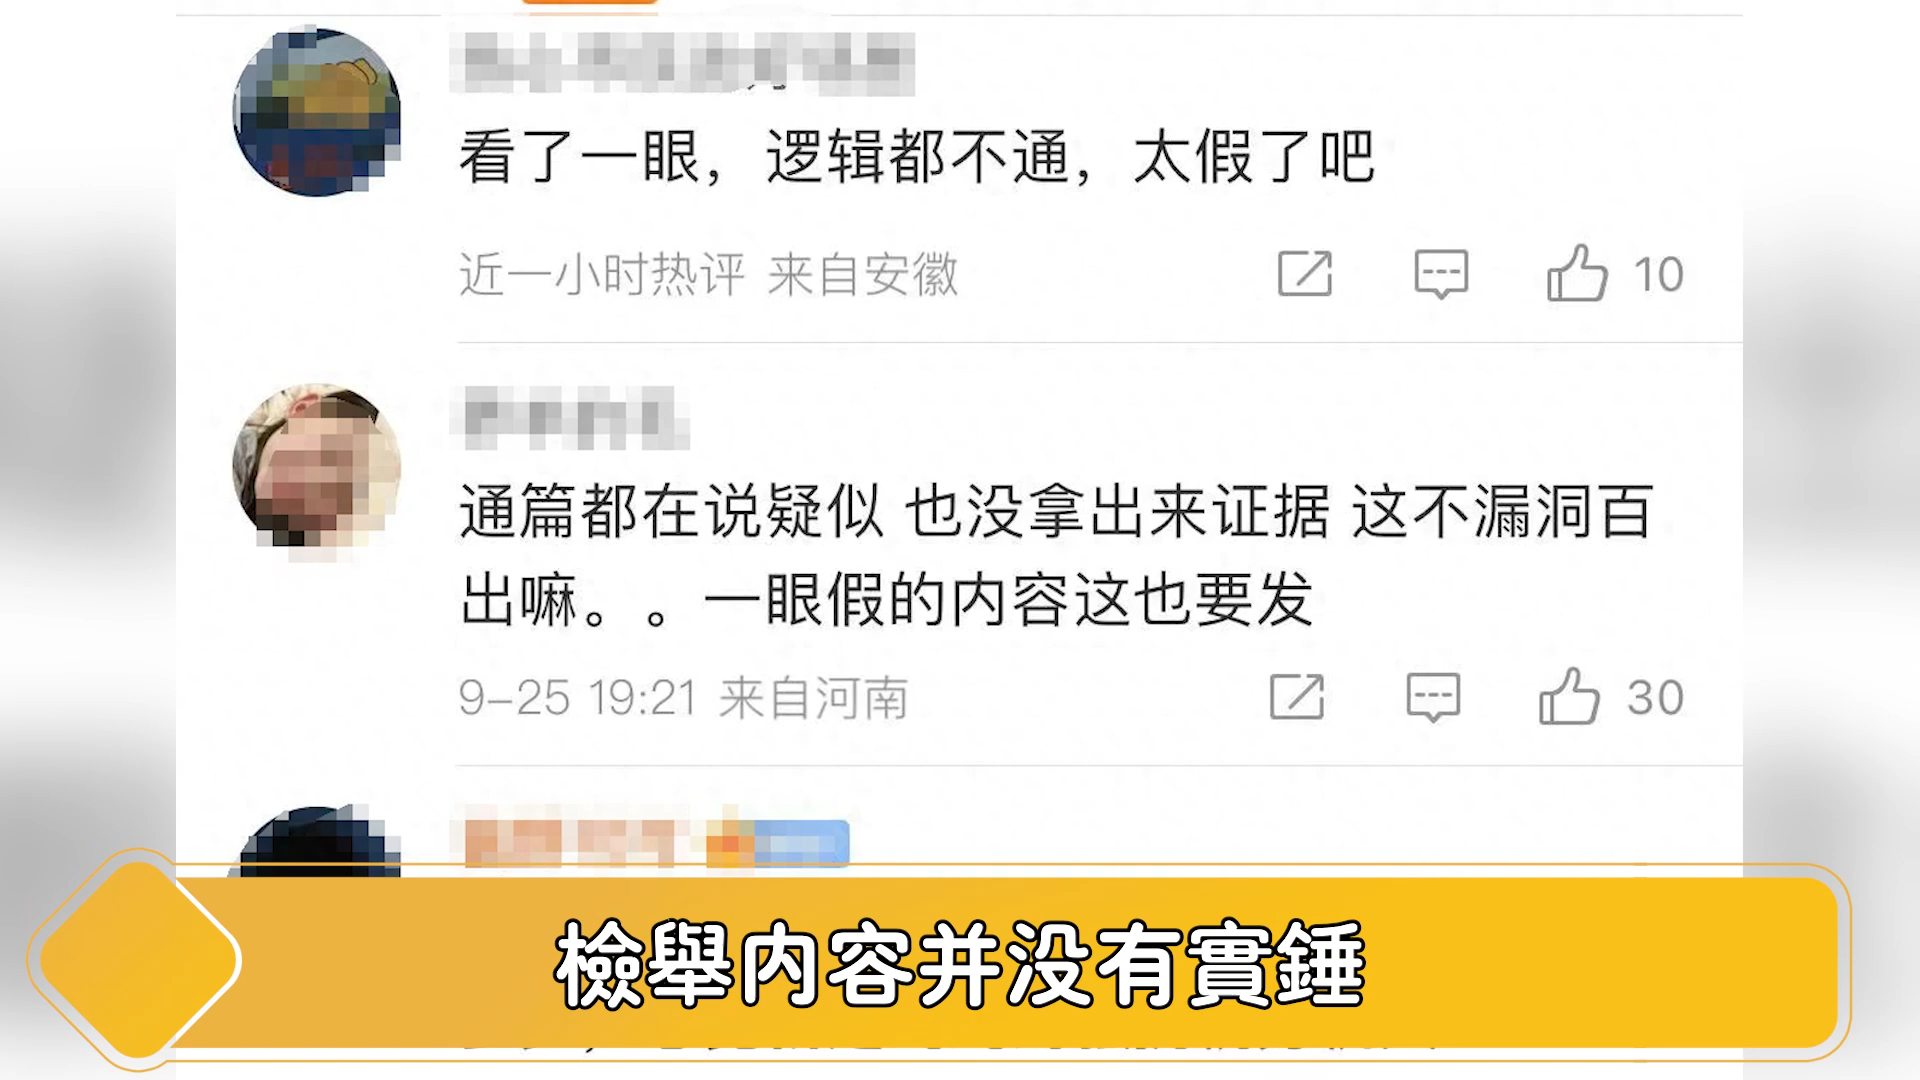 看了一眼，逻辑都不通，太假了吧
近一小时热评 来自安徽
10
通篇都在说疑似 也没拿出来证据 这不漏洞百
出嘛。。一眼假的内容这也要发
9-25 19:21 来自河南
30
檢舉内容并没有實錘